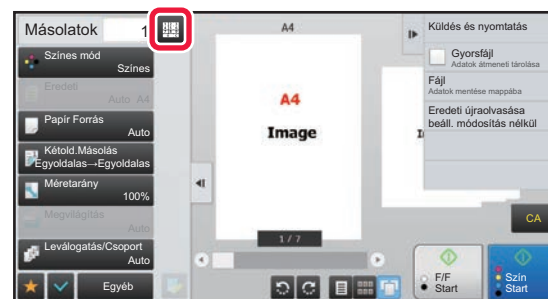 Másolatok 1
A4
Színes mód
Színes
Eredeti
Auto A4
Papír Forrás
Auto
Kétold.Másolás
Egyoldalas→Egyoldalas
Méretarány
100%
Megvilágítás
Auto
Leválogatás/Csoport
Auto
Egyéb
A4
Image
I
1 / 7
Küldés és nyomtatás
Gyorsfájl
Adatok átmeneti tárolása
Fájl
Adatok mentése mappába
Eredeti újraolvasása
beáll. módosítás nélkül
CA
F/F
Start
Szín
Start